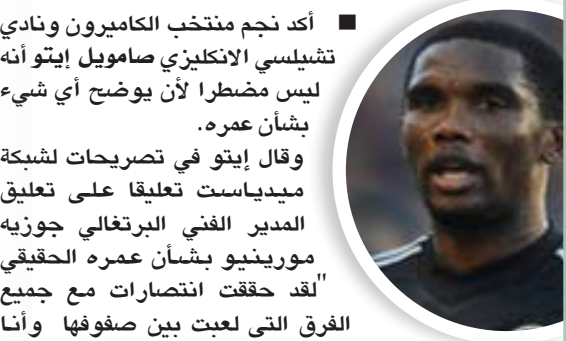 ■ أكد نجم منتخب الكاميرون ونادي
تشيلسي الانكليزي صامويل إيتو أنه
ليس مضطرا لأن يوضح أي شيء
بشأن عمره.
وقال إيتو في تصريحات لشبكة
ميدياست تعليقا على تعليق
المدير الفني البرتغالي جوزيه
مورينيو بشأن عمره الحقيقي
"لقد حققت انتصارات مع جميع
الفرق التي لعبت بين صفوفها وأنا